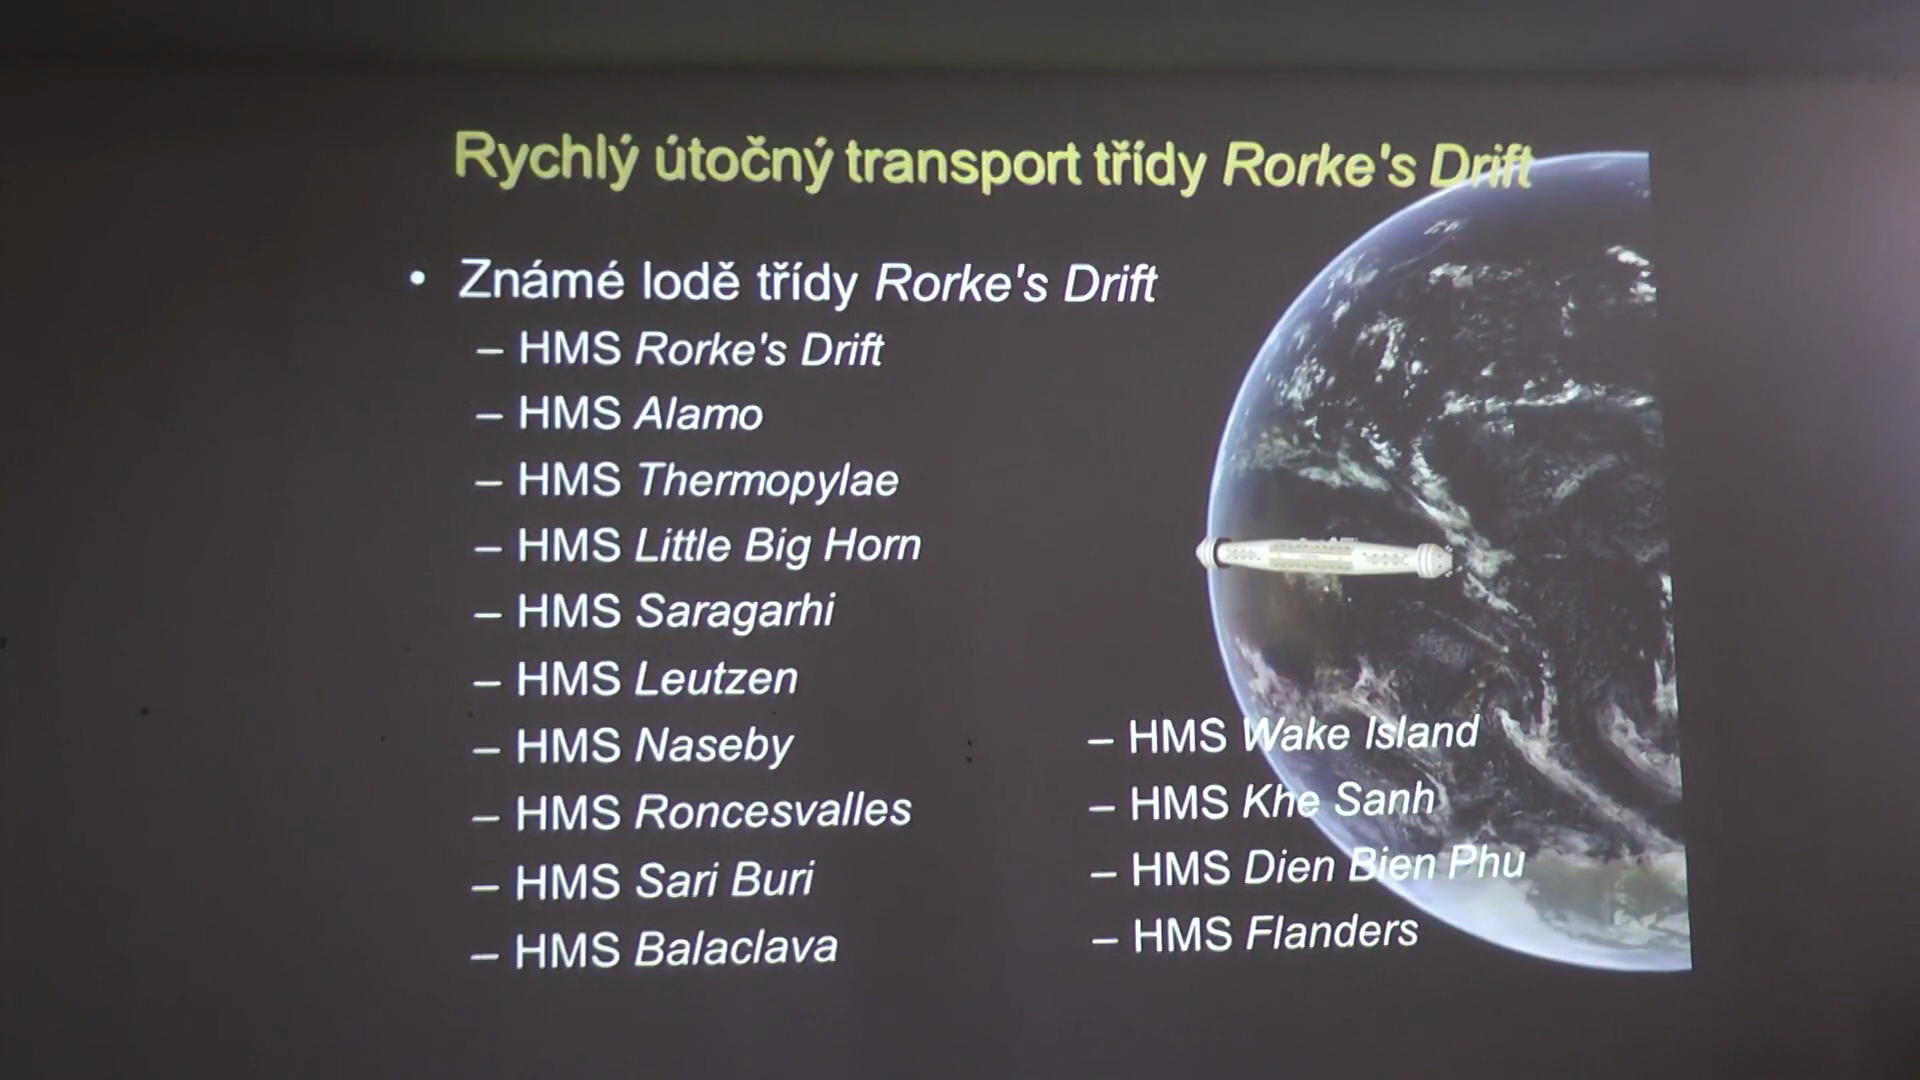 Rychlý útočný transport třídy Rorke's Drift
• Známé lodě třídy Rorke's Drift
– HMS Rorke's Drift
– HMS Alamo
– HMS Thermopylae
– HMS Little Big Horn
– HMS Saragarhi
– HMS Leutzen
– HMS Naseby
– HMS Roncesvalles
– HMS Sari Buri
– HMS Balaclava
– HMS Wake Island
– HMS Khe Sanh
– HMS Dien Bien Phu
– HMS Flanders